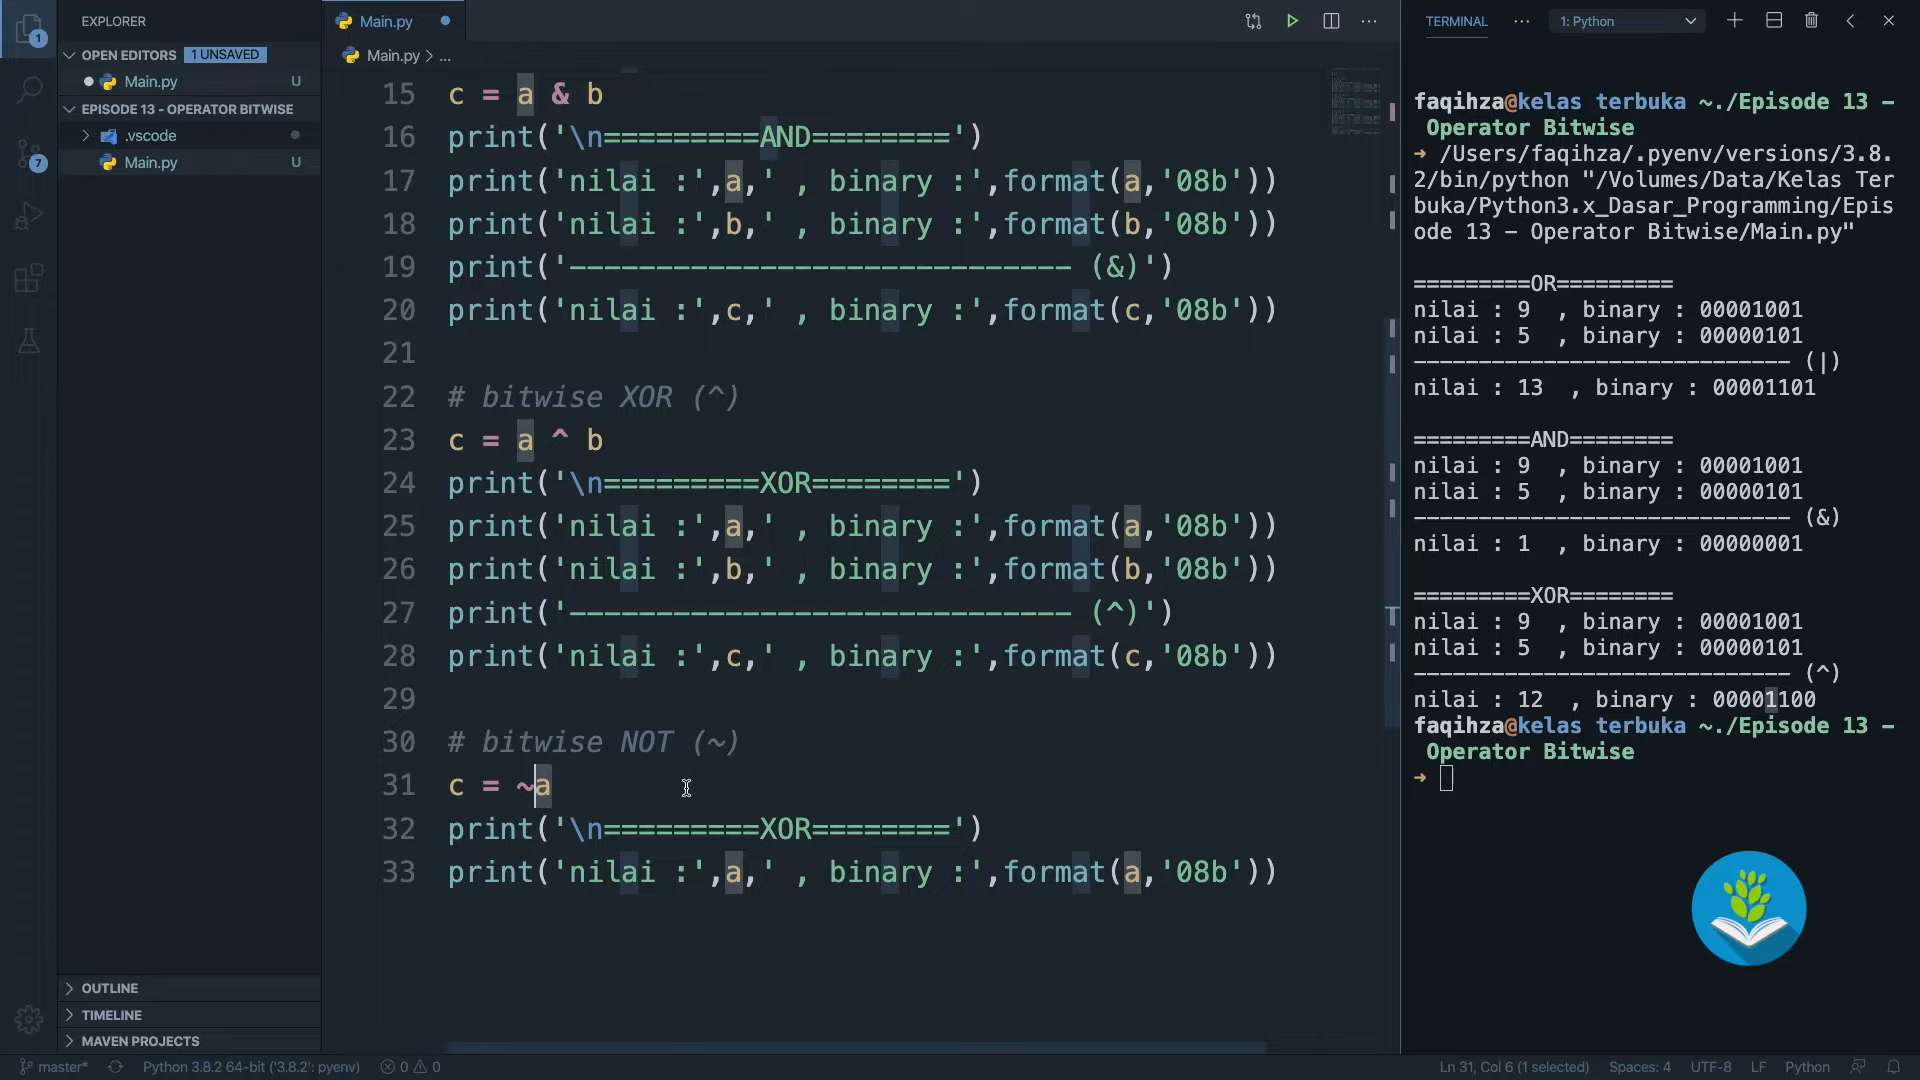 EXPLORER
OPEN EDITORS 1 UNSAVED
Main.py U
EPISODE 13 - OPERATOR BITWISE
.vscode
Main.py U
OUTLINE
TIMELINE
MAVEN PROJECTS
1
7
Main.py
Main.py > ...
15 c = a & b
16 print('\n=========AND========')
17 print('nilai :',a,' , binary :',format(a,'08b'))
18 print('nilai :',b,' , binary :',format(b,'08b'))
19 print('----------------------------- (&)')
20 print('nilai :',c,' , binary :',format(c,'08b'))
21
22 # bitwise XOR (^)
23 c = a ^ b
24 print('\n=========XOR========')
25 print('nilai :',a,' , binary :',format(a,'08b'))
26 print('nilai :',b,' , binary :',format(b,'08b'))
27 print('----------------------------- (^)')
28 print('nilai :',c,' , binary :',format(c,'08b'))
29
30 # bitwise NOT (~)
31 c = ~a
32 print('\n=========XOR========')
33 print('nilai :',a,' , binary :',format(a,'08b'))
TERMINAL ... 1: Python
faqihza@kelas terbuka ~./Episode 13 -
Operator Bitwise
→ /Users/faqihza/.pyenv/versions/3.8.
2/bin/python "/Volumes/Data/Kelas Ter
buka/Python3.x_Dasar_Programming/Epis
ode 13 - Operator Bitwise/Main.py"
=========OR=========
nilai : 9  , binary : 00001001
nilai : 5  , binary : 00000101
----------------------------- (|)
nilai : 13  , binary : 00001101
=========AND========
nilai : 9  , binary : 00001001
nilai : 5  , binary : 00000101
----------------------------- (&)
nilai : 1  , binary : 00000001
=========XOR========
nilai : 9  , binary : 00001001
nilai : 5  , binary : 00000101
----------------------------- (^)
nilai : 12  , binary : 00001100
faqihza@kelas terbuka ~./Episode 13 -
Operator Bitwise
→
master* Python 3.8.2 64-bit ('3.8.2': pyenv) 0 0 Ln 31, Col 6 (1 selected) Spaces: 4 UTF-8 LF Python